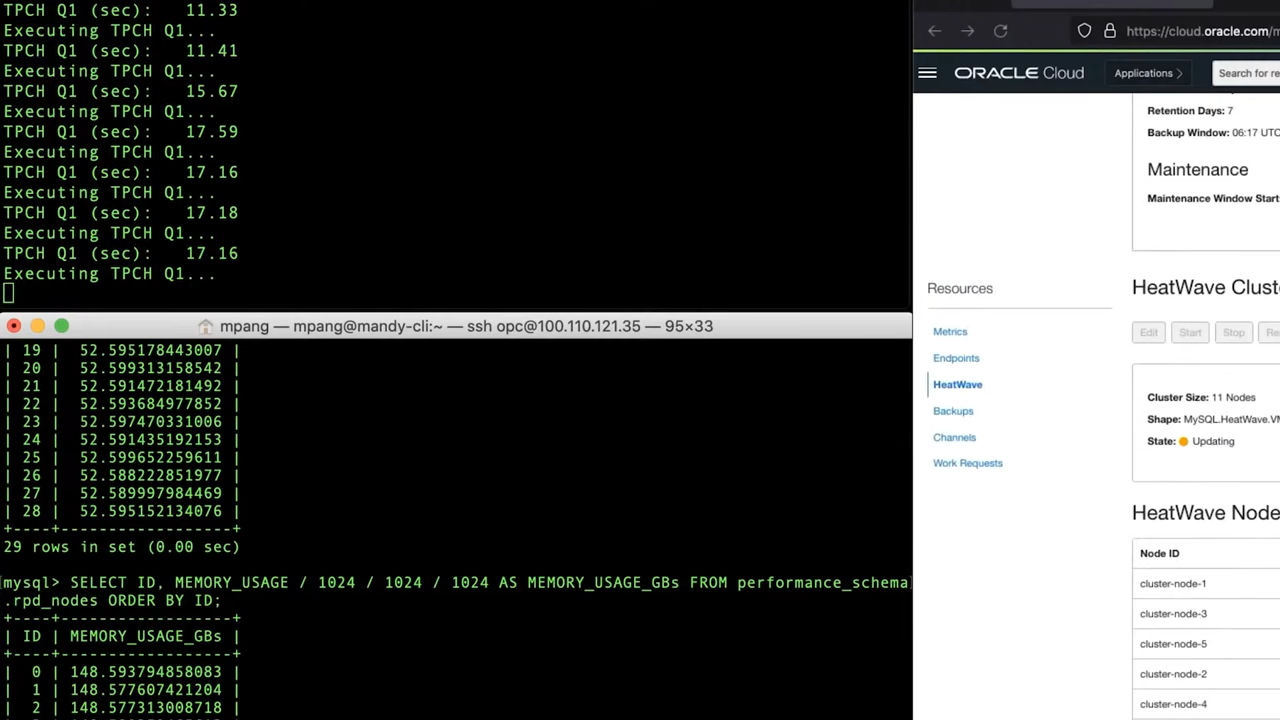 TPCH Q1 (sec):   11.33
Executing TPCH Q1...
TPCH Q1 (sec):   11.41
Executing TPCH Q1...
TPCH Q1 (sec):   15.67
Executing TPCH Q1...
TPCH Q1 (sec):   17.59
Executing TPCH Q1...
TPCH Q1 (sec):   17.16
Executing TPCH Q1...
TPCH Q1 (sec):   17.18
Executing TPCH Q1...
TPCH Q1 (sec):   17.16
Executing TPCH Q1...
mpang — mpang@mandy-cli:~ — ssh opc@100.110.121.35 — 95×33
| 19 |  52.595178443007 |
| 20 |  52.599313158542 |
| 21 |  52.591472181492 |
| 22 |  52.593684977852 |
| 23 |  52.597470331006 |
| 24 |  52.591435192153 |
| 25 |  52.599652259611 |
| 26 |  52.588222851977 |
| 27 |  52.589997984469 |
| 28 |  52.595152134076 |
+----+-----------------+
29 rows in set (0.00 sec)
[mysql> SELECT ID, MEMORY_USAGE / 1024 / 1024 / 1024 AS MEMORY_USAGE_GBs FROM performance_schema
.rpd_nodes ORDER BY ID;
+----+------------------+
| ID | MEMORY_USAGE_GBs |
+----+------------------+
|  0 | 148.593794858083 |
|  1 | 148.577607421204 |
|  2 | 148.577313008718 |
https://cloud.oracle.com/m
ORACLE Cloud
Applications >
Search for re
Retention Days: 7
Backup Window: 06:17 UTC
Maintenance
Maintenance Window Start
Resources
Metrics
Endpoints
HeatWave
Backups
Channels
Work Requests
HeatWave Clust
Edit
Start
Stop
Re
Cluster Size: 11 Nodes
Shape: MySQL.HeatWave.VM
State: Updating
HeatWave Node
Node ID
cluster-node-1
cluster-node-3
cluster-node-5
cluster-node-2
cluster-node-4